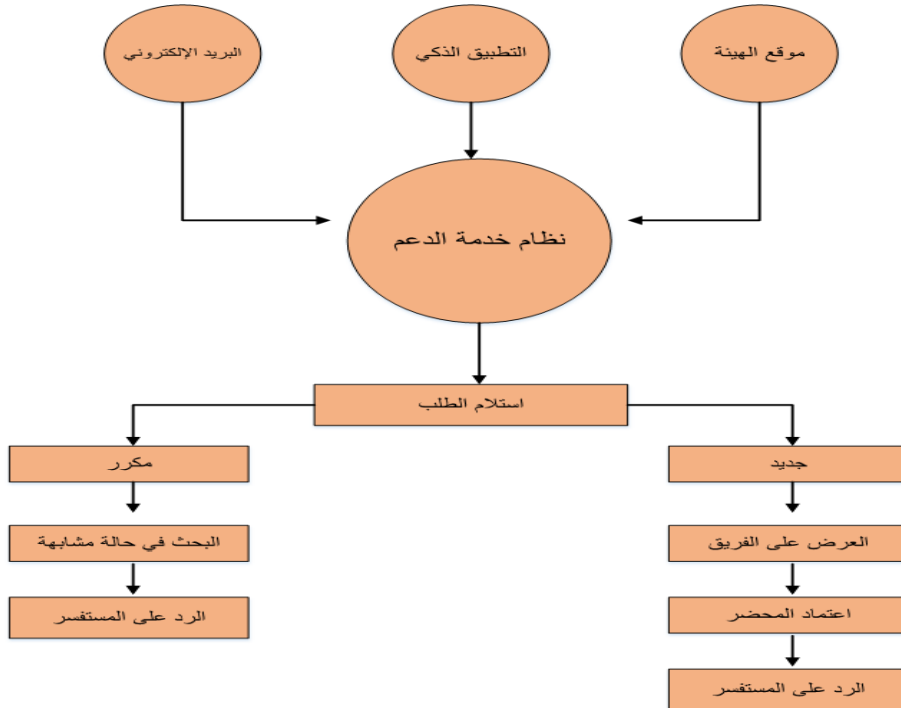 موقع الهيئة
التطبيق الذكي
البريد الإلكتروني
نظام خدمة الدعم
استلام الطلب
جديد
مكرر
العرض على الفريق
البحث في حالة مشابهة
اعتماد المحضر
الرد على المستفسر
الرد على المستفسر